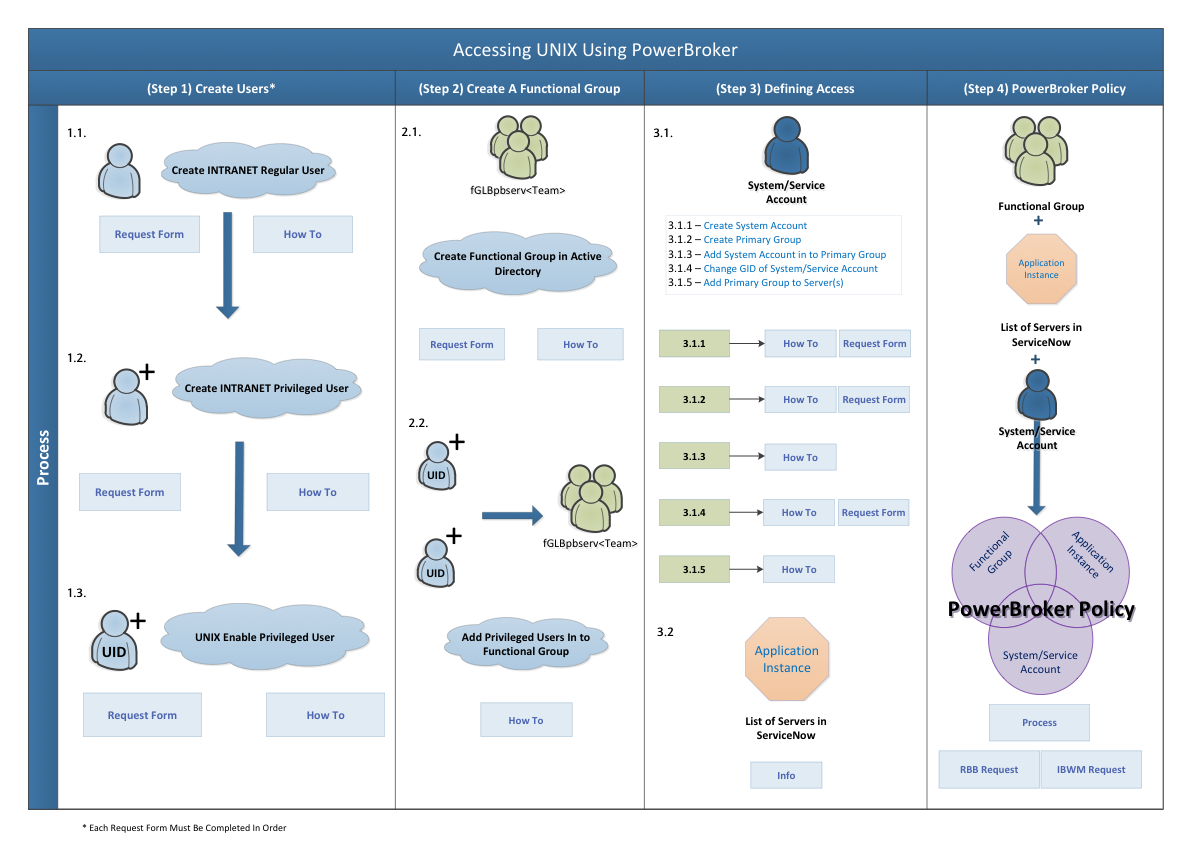 Accessing UNIX Using PowerBroker
(Step 1) Create Users*
(Step 2) Create A Functional Group
(Step 3) Defining Access
(Step 4) PowerBroker Policy
Process
1.1.
Create INTRANET Regular User
Request Form
How To
1.2.
+
Create INTRANET Privileged User
Request Form
How To
1.3.
+
UID
UNIX Enable Privileged User
Request Form
How To
2.1.
fGLBpbserv<Team>
Create Functional Group in Active
Directory
Request Form
How To
2.2.
+
UID
+
UID
fGLBpbserv<Team>
Add Privileged Users In to
Functional Group
How To
3.1.
System/Service
Account
3.1.1 – Create System Account
3.1.2 – Create Primary Group
3.1.3 – Add System Account in to Primary Group
3.1.4 – Change GID of System/Service Account
3.1.5 – Add Primary Group to Server(s)
3.1.1
How To
Request Form
3.1.2
How To
Request Form
3.1.3
How To
3.1.4
How To
Request Form
3.1.5
How To
3.2
Application
Instance
List of Servers in
ServiceNow
Info
Functional Group
+
Application
Instance
List of Servers in
ServiceNow
+
System/Service
Account
Functional
Group
Application
Instance
PowerBroker Policy
System/Service
Account
Process
RBB Request
IBWM Request
* Each Request Form Must Be Completed In Order